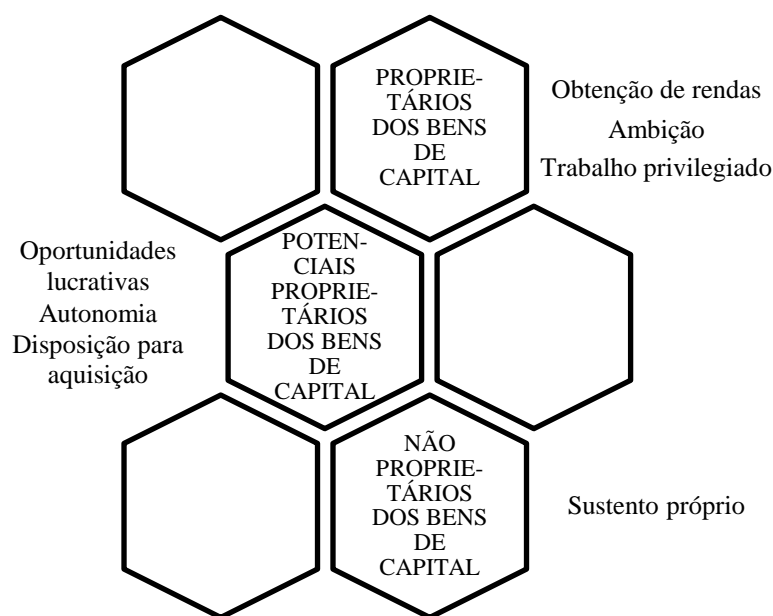 PROPRIE-
TÁRIOS
DOS BENS
DE
CAPITAL
Obtenção de rendas
Ambição
Trabalho privilegiado
Oportunidades
lucrativas
Autonomia
Disposição para
aquisição
POTEN-
CIAIS
PROPRIE-
TÁRIOS
DOS BENS
DE
CAPITAL
NÃO
PROPRIE-
TÁRIOS
DOS BENS
DE
CAPITAL
Sustento próprio